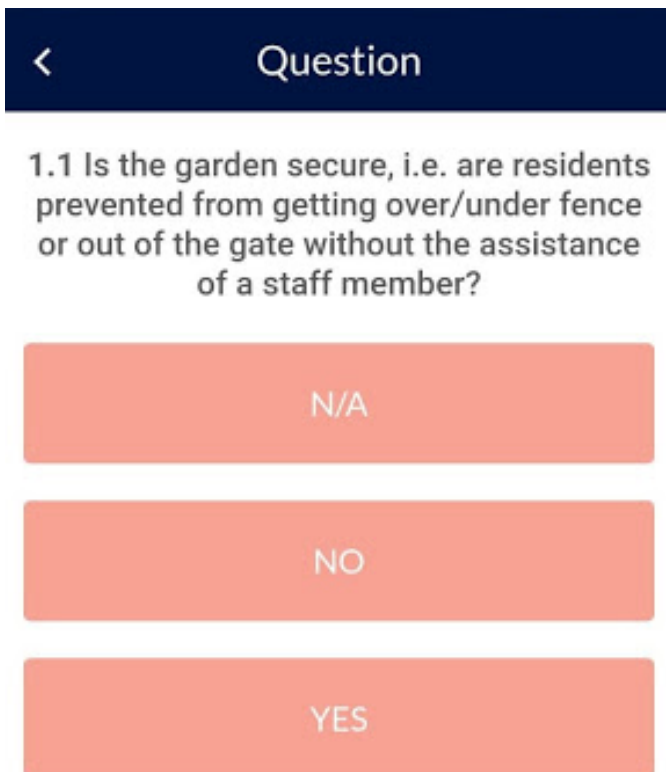 Question
1.1 Is the garden secure, i.e. are residents
prevented from getting over/under fence
or out of the gate without the assistance
of a staff member?
N/A
NO
YES